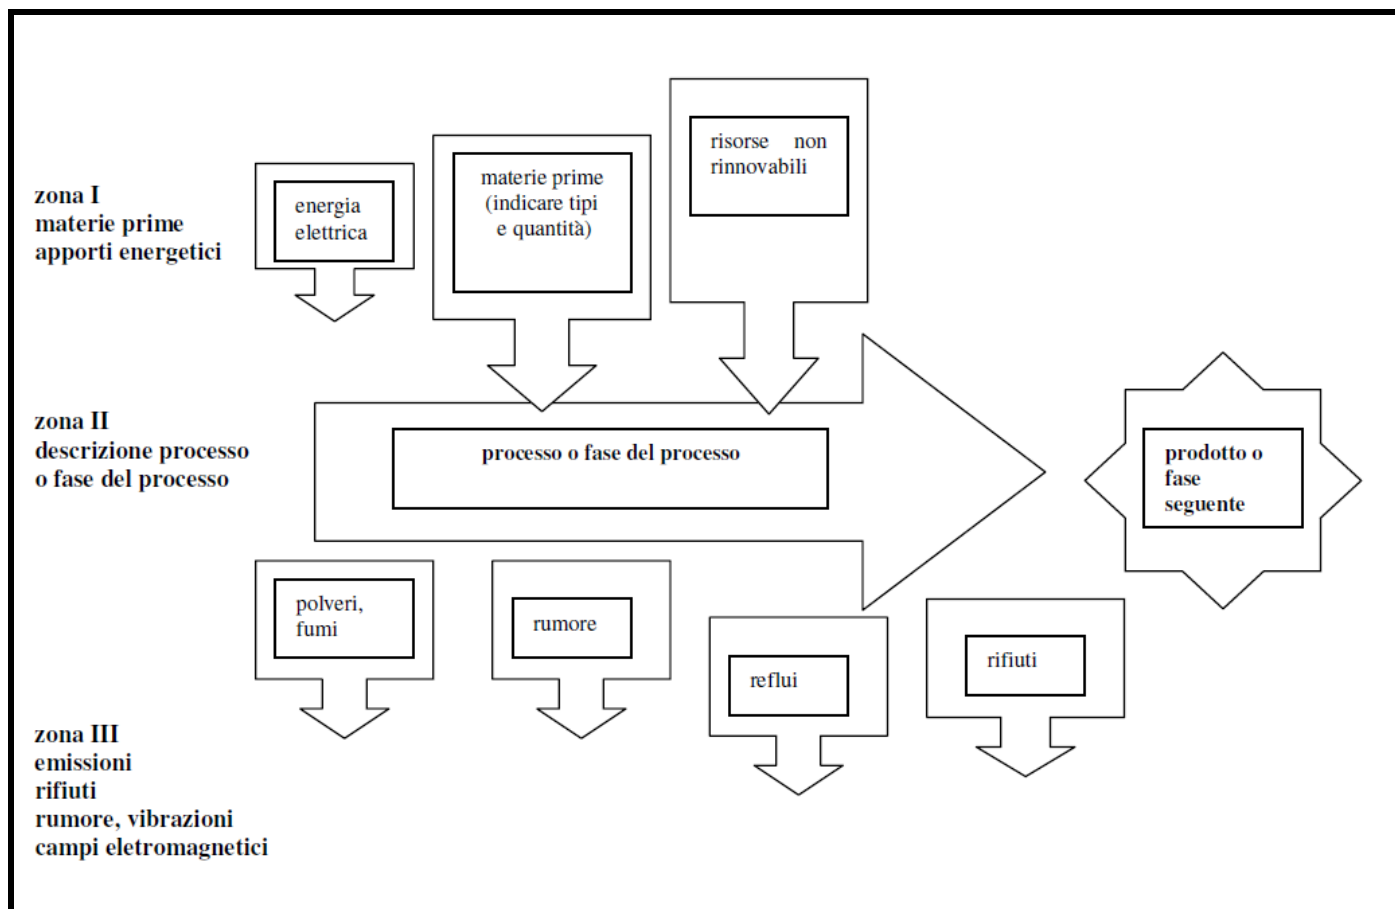 zona I
materie prime
apporti energetici
energia
elettrica
materie prime
(indicare tipi
e quantità)
risorse non
rinnovabili
zona II
descrizione processo
o fase del processo
processo o fase del processo
prodotto o
fase
seguente
polveri,
fumi
rumore
reflui
rifiuti
zona III
emissioni
rifiuti
rumore, vibrazioni
campi eletromagnetici